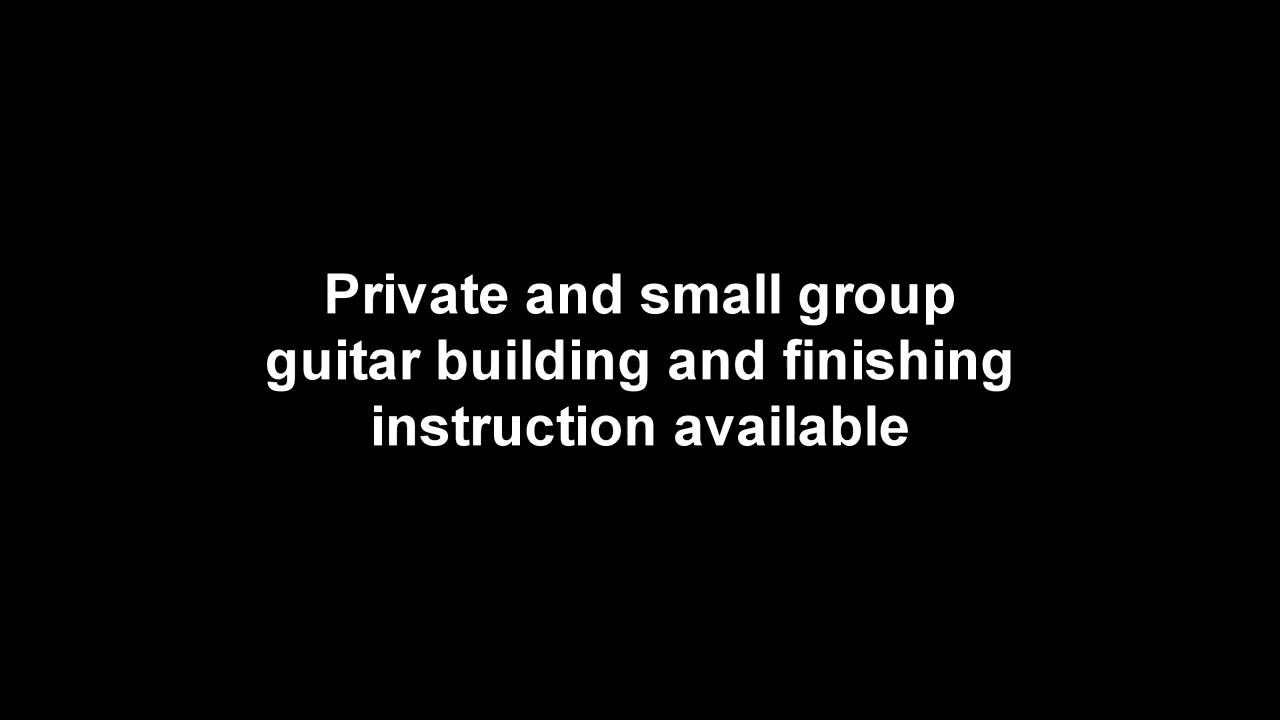 Private and small group
guitar building and finishing
instruction available